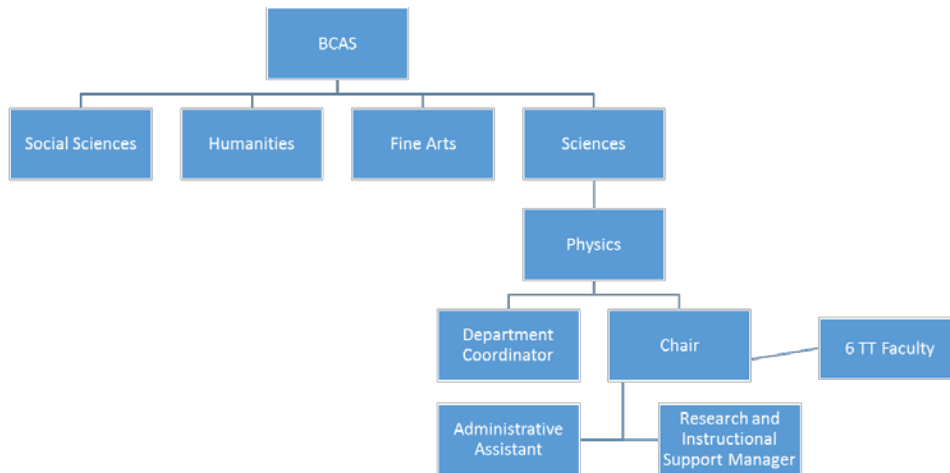 BCAS
Social Sciences
Humanities
Fine Arts
Sciences
Physics
Department
Coordinator
Chair
6 TT Faculty
Administrative
Assistant
Research and
Instructional
Support Manager